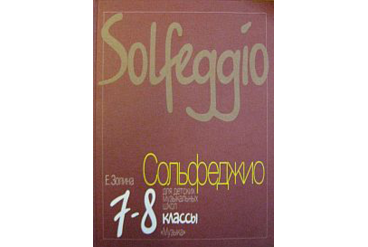 Solfeggio
Сольфеджио
Е.Золина
для детских
музыкальных
школ
7-8 классы
«Музыка»